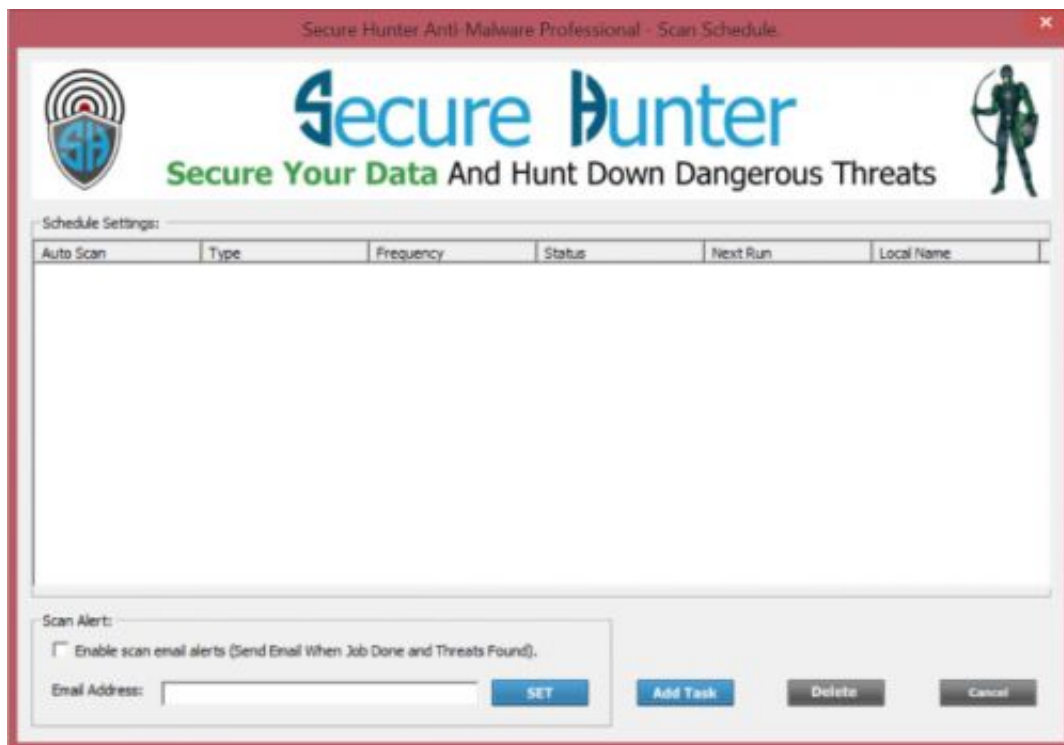 Secure Hunter Anti-Malware Professional - Scan Schedule.
SH
Secure Hunter
Secure Your Data And Hunt Down Dangerous Threats
Schedule Settings:
Auto Scan Type Frequency Status Next Run Local Name
Scan Alert:
Enable scan email alerts (Send Email When Job Done and Threats Found).
Email Address: SET Add Task Delete Cancel